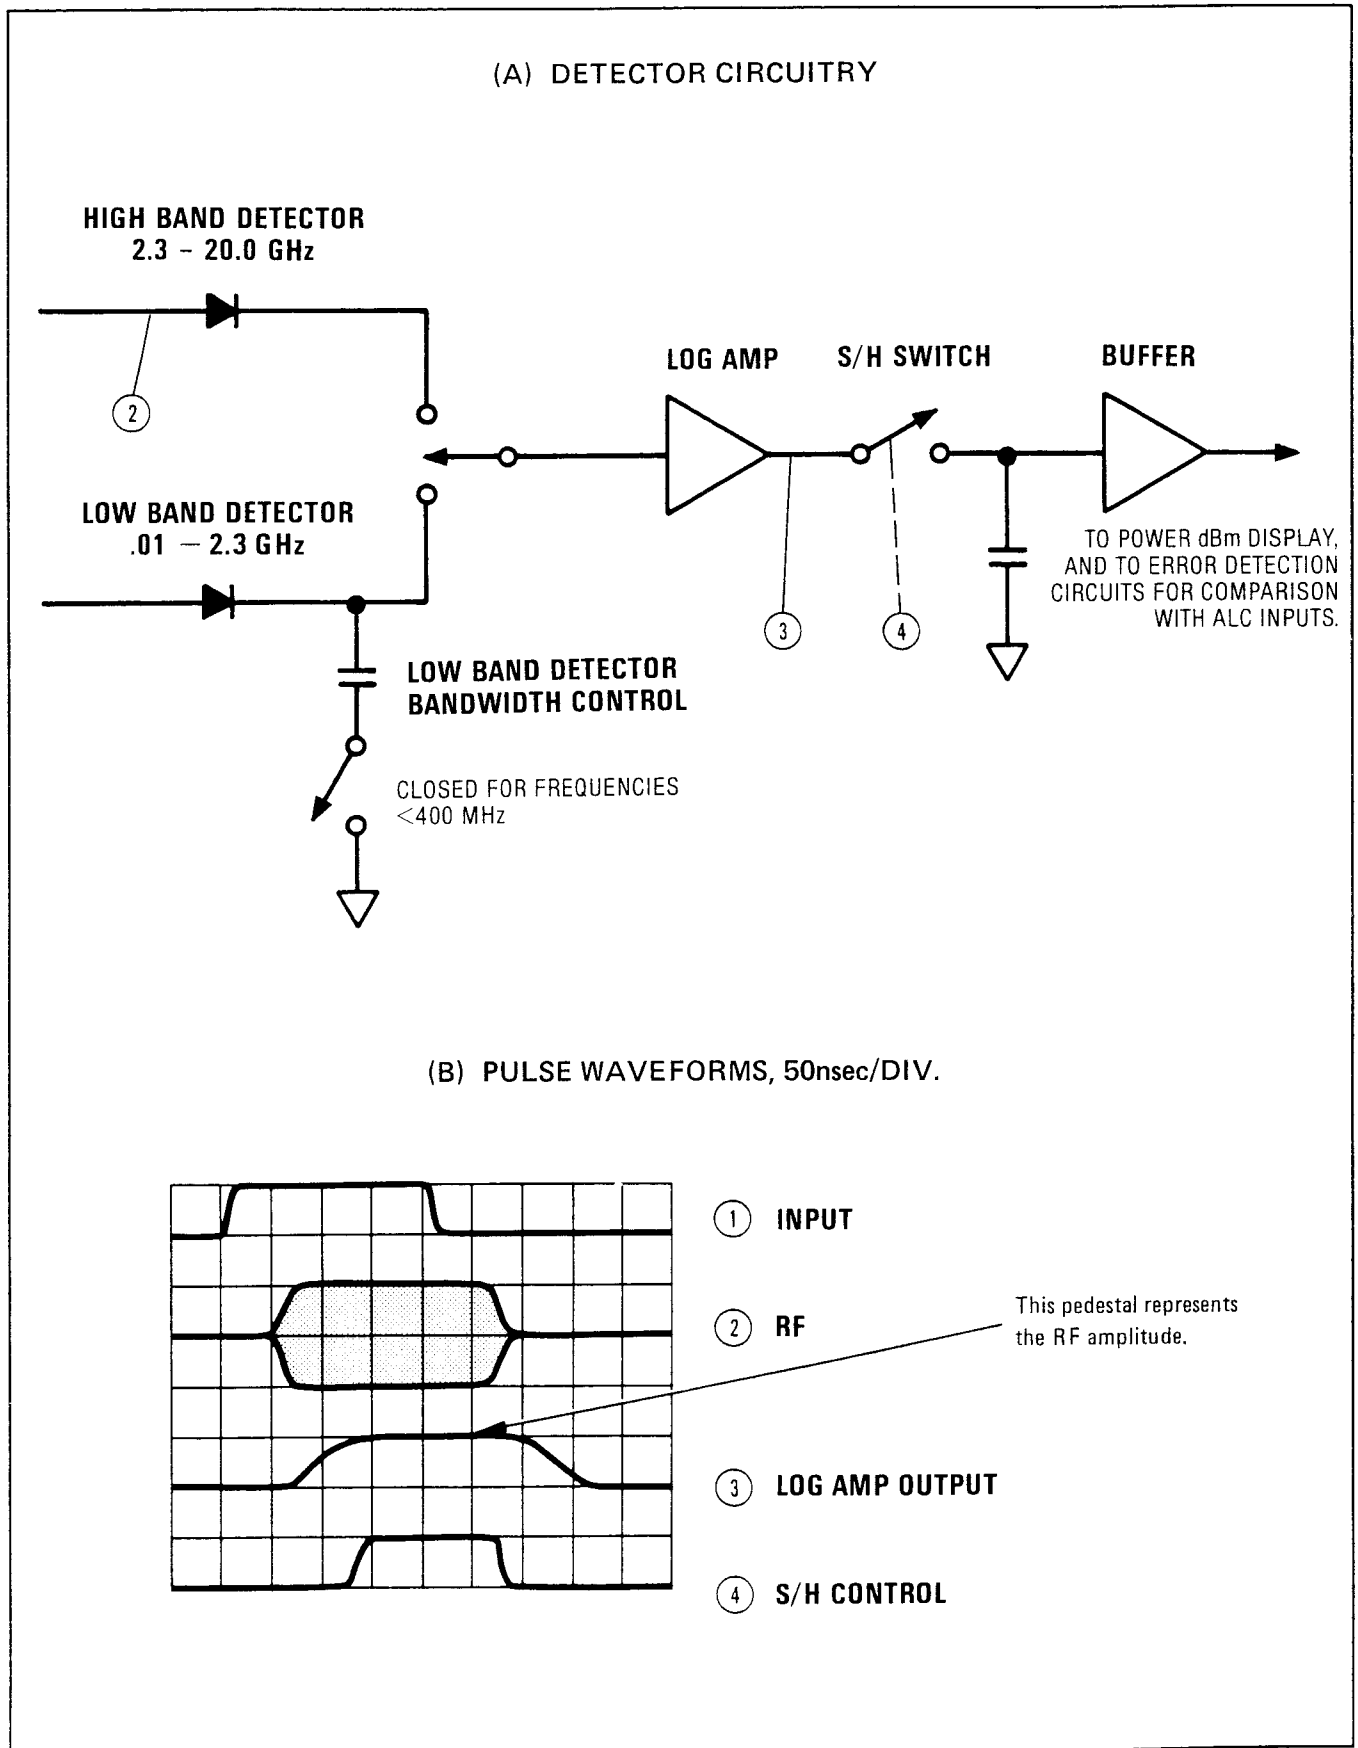 (A) DETECTOR CIRCUITRY
HIGH BAND DETECTOR
2.3 – 20.0 GHz
2
LOG AMP
S/H SWITCH
BUFFER
LOW BAND DETECTOR
.01 – 2.3 GHz
3
4
TO POWER dBm DISPLAY,
AND TO ERROR DETECTION
CIRCUITS FOR COMPARISON
WITH ALC INPUTS.
LOW BAND DETECTOR
BANDWIDTH CONTROL
CLOSED FOR FREQUENCIES
<400 MHz
(B) PULSE WAVEFORMS, 50nsec/DIV.
1 INPUT
2 RF
This pedestal represents
the RF amplitude.
3 LOG AMP OUTPUT
4 S/H CONTROL